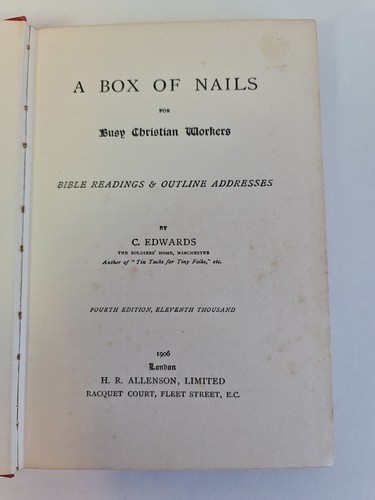 A BOX OF NAILS
FOR
Busy Christian Workers
BIBLE READINGS & OUTLINE ADDRESSES
BY
C. EDWARDS
THE SOLDIERS' HOME, WINCHESTER
Author of "Tin Tacks for Tiny Folks," etc.
FOURTH EDITION, ELEVENTH THOUSAND
1906
London
H. R. ALLENSON, LIMITED
RACQUET COURT, FLEET STREET, E.C.